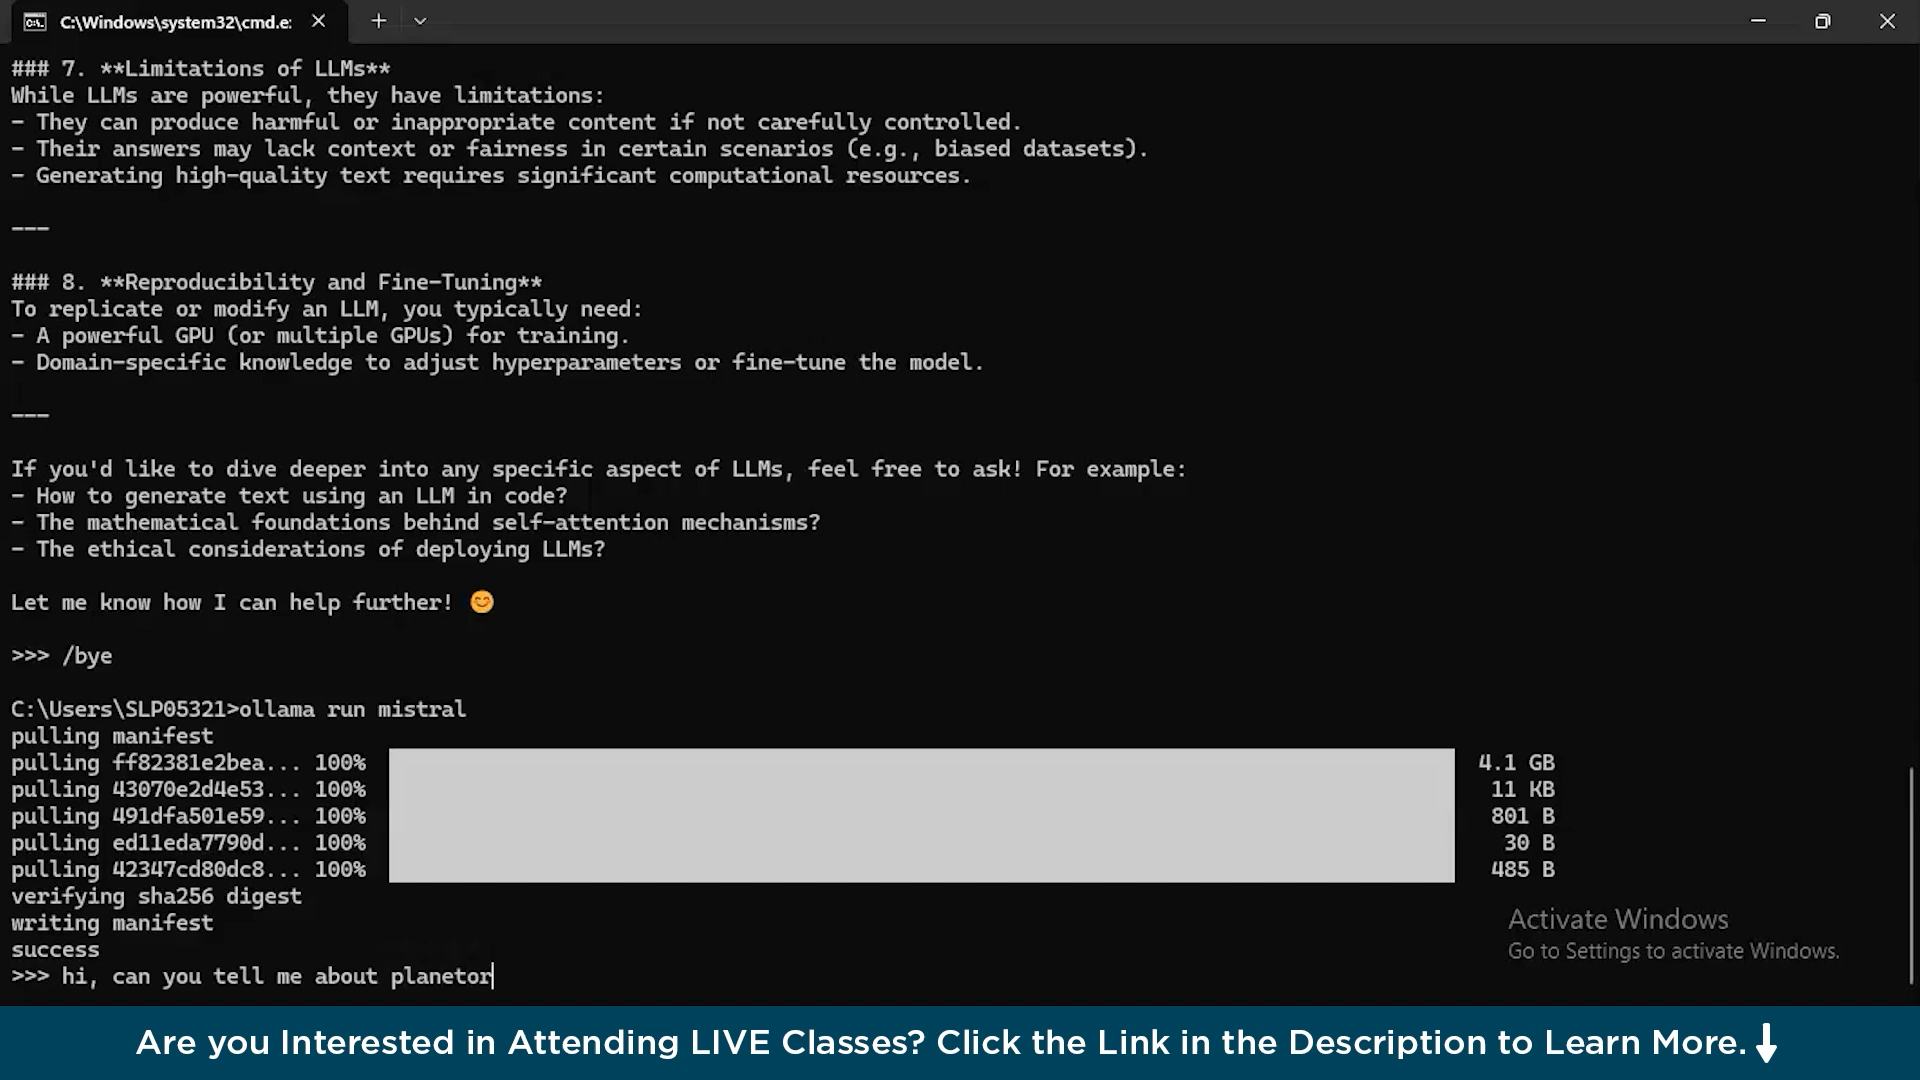 C:\Windows\system32\cmd.e:
### 7. **Limitations of LLMs**
While LLMs are powerful, they have limitations:
- They can produce harmful or inappropriate content if not carefully controlled.
- Their answers may lack context or fairness in certain scenarios (e.g., biased datasets).
- Generating high-quality text requires significant computational resources.
---
### 8. **Reproducibility and Fine-Tuning**
To replicate or modify an LLM, you typically need:
- A powerful GPU (or multiple GPUs) for training.
- Domain-specific knowledge to adjust hyperparameters or fine-tune the model.
---
If you'd like to dive deeper into any specific aspect of LLMs, feel free to ask! For example:
- How to generate text using an LLM in code?
- The mathematical foundations behind self-attention mechanisms?
- The ethical considerations of deploying LLMs?
Let me know how I can help further! 😊
>>> /bye
C:\Users\SLP05321>ollama run mistral
pulling manifest
pulling ff82381e2bea... 100% 4.1 GB
pulling 43070e2d4e53... 100% 11 KB
pulling 491dfa501e59... 100% 801 B
pulling ed11eda7790d... 100% 30 B
pulling 42347cd80dc8... 100% 485 B
verifying sha256 digest
writing manifest
success
>>> hi, can you tell me about planetor
Activate Windows
Go to Settings to activate Windows.
Are you Interested in Attending LIVE Classes? Click the Link in the Description to Learn More.